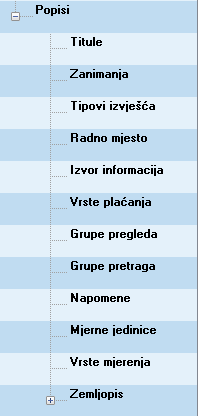 Popisi
Titule
Zanimanja
Tipovi izvješća
Radno mjesto
Izvor informacija
Vrste plaćanja
Grupe pregleda
Grupe pretraga
Napomene
Mjerne jedinice
Vrste mjerenja
Zemljopis